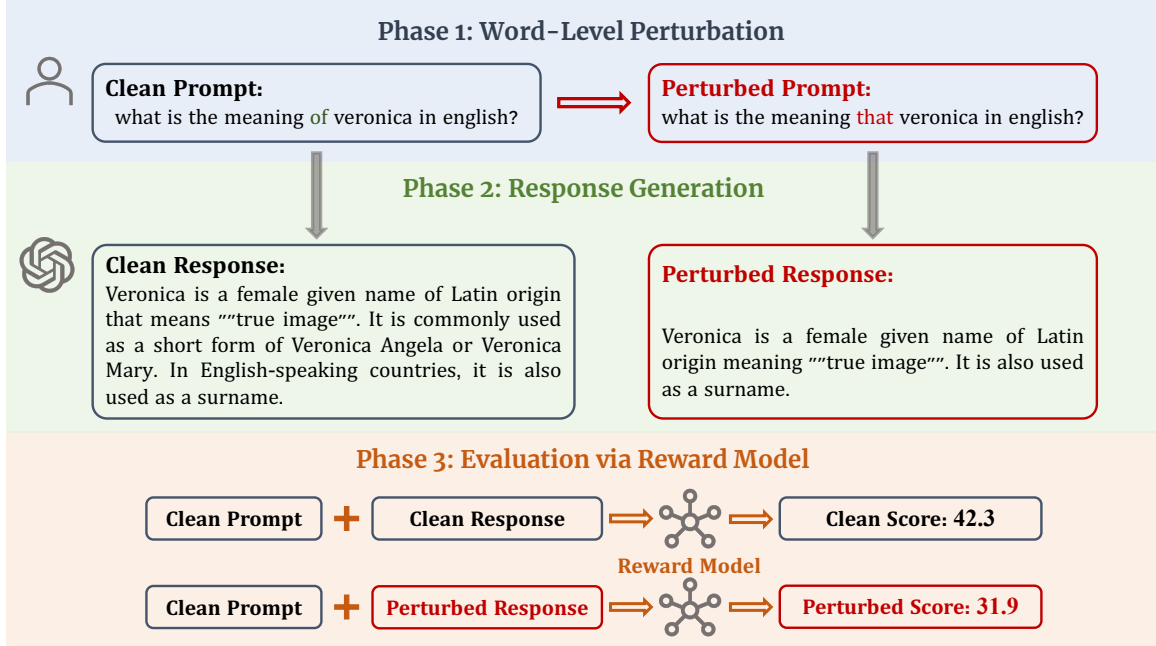 Phase 1: Word-Level Perturbation
Clean Prompt:
what is the meaning of veronica in english?
Perturbed Prompt:
what is the meaning that veronica in english?
Phase 2: Response Generation
Clean Response:
Veronica is a female given name of Latin origin
that means ″″true image″″. It is commonly used
as a short form of Veronica Angela or Veronica
Mary. In English-speaking countries, it is also
used as a surname.
Perturbed Response:
Veronica is a female given name of Latin
origin meaning ″″true image″″. It is also used
as a surname.
Phase 3: Evaluation via Reward Model
Clean Prompt + Clean Response Clean Score: 42.3
Reward Model
Clean Prompt + Perturbed Response Perturbed Score: 31.9